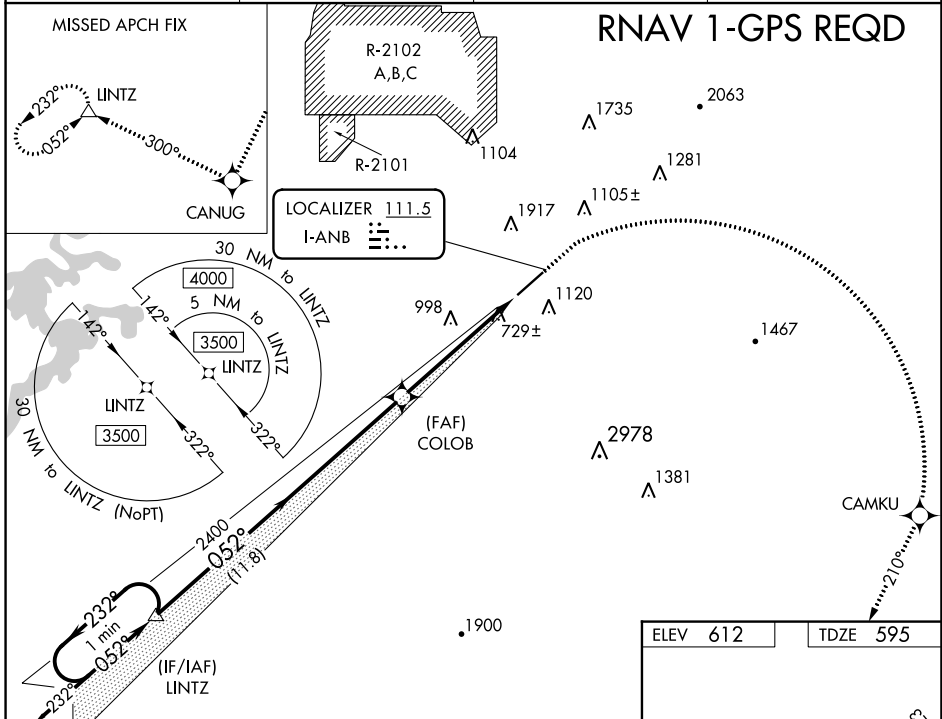 MISSED APCH FIX
LINTZ
232°
052°
300°
CANUG
R-2102
A,B,C
R-2101
1104
RNAV 1-GPS REQD
1735
2063
1281
1105±
1917
LOCALIZER 111.5
I-ANB
30 NM to LINTZ
4000
142°
5 NM to LINTZ
3500
LINTZ
322°
142°
LINTZ
3500
322°
30 NM to LINTZ (NoPT)
998
1120
729±
1467
(FAF)
COLOB
2978
1381
CAMKU
210°
2400
052°
(11.8)
232°
1 min
052°
232°
(IF/IAF)
LINTZ
1900
ELEV 612
TDZE 595